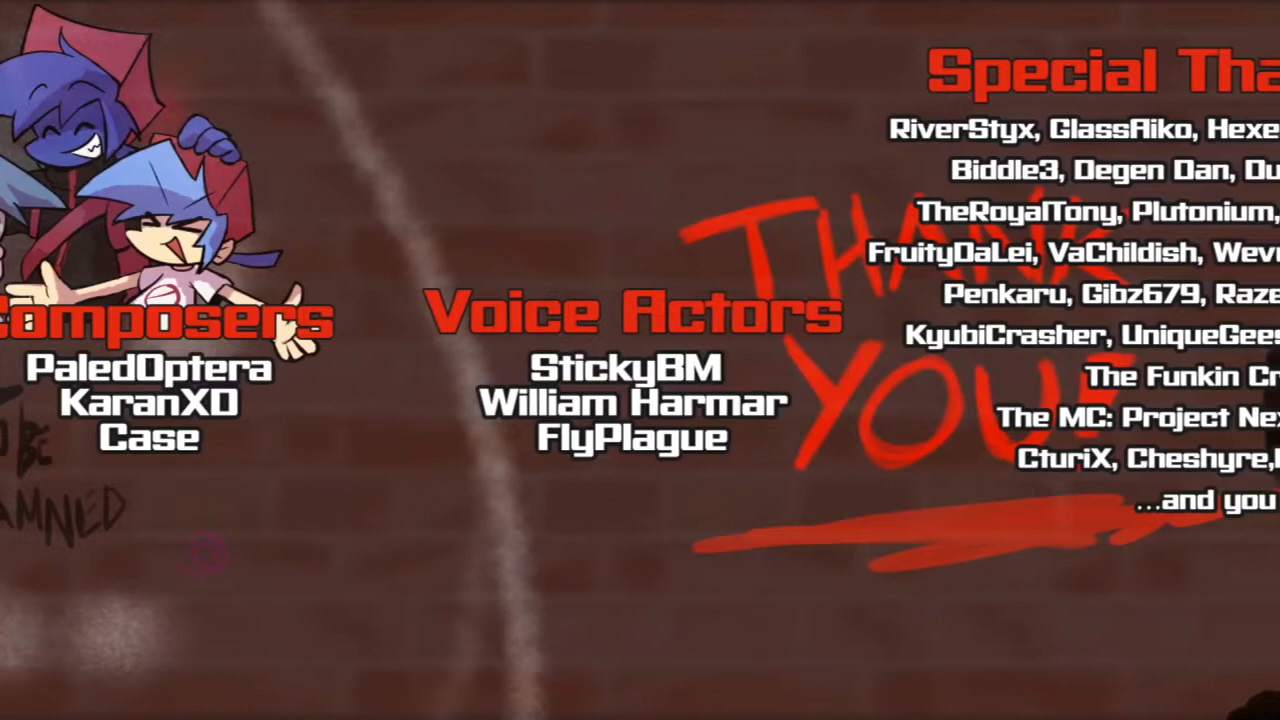 Composers
PaledOptera
KaranXD
Case
Voice Actors
StickyBM
William Harmar
FlyPlague
Special Tha
RiverStyx, GlassAiko, Hexe
Biddle3, Degen Dan, Du
TheRoyalTony, Plutonium,
FruityDaLei, VaChildish, Wev
Penkaru, Gibz679, Raze
KyubiCrasher, UniqueGees
The Funkin Cr
The MC: Project Nex
CturiX, Cheshyre,
...and you
THANK
YOU!
BE